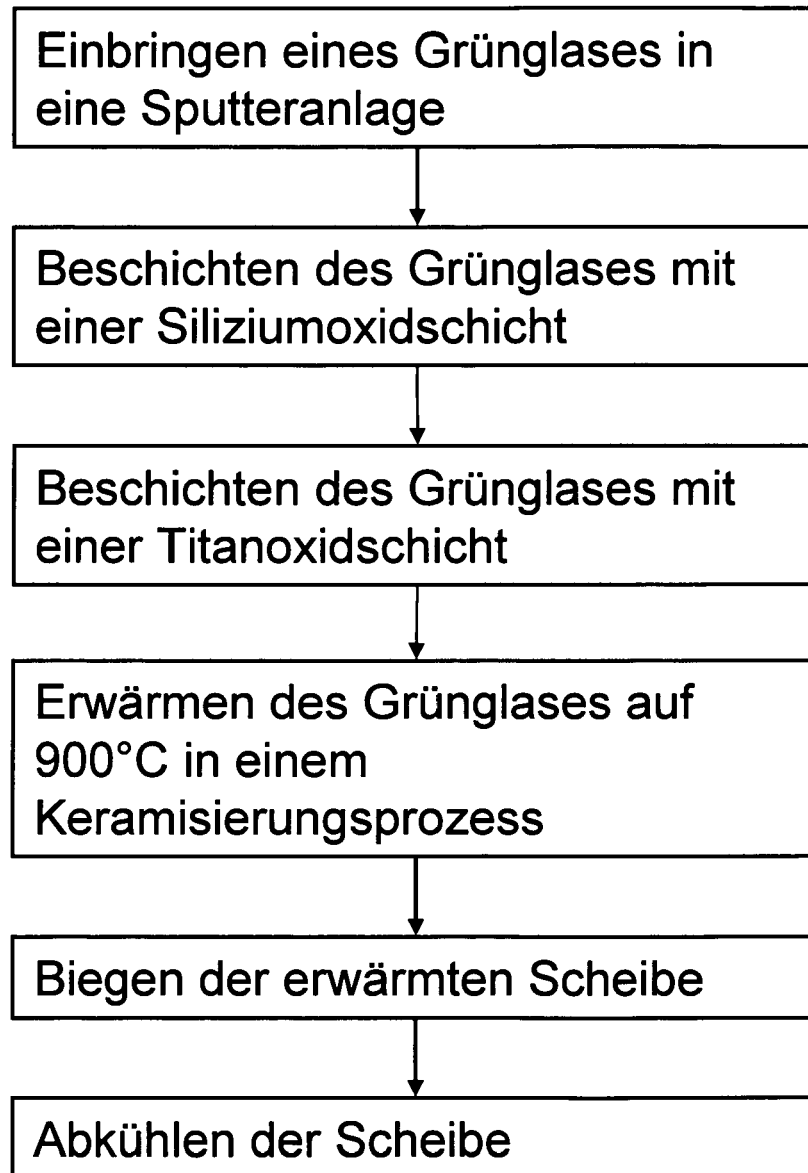 Einbringen eines Grünglases in
eine Sputteranlage
Beschichten des Grünglases mit
einer Siliziumoxidschicht
Beschichten des Grünglases mit
einer Titanoxidschicht
Erwärmen des Grünglases auf
900°C in einem
Keramisierungsprozess
Biegen der erwärmten Scheibe
Abkühlen der Scheibe